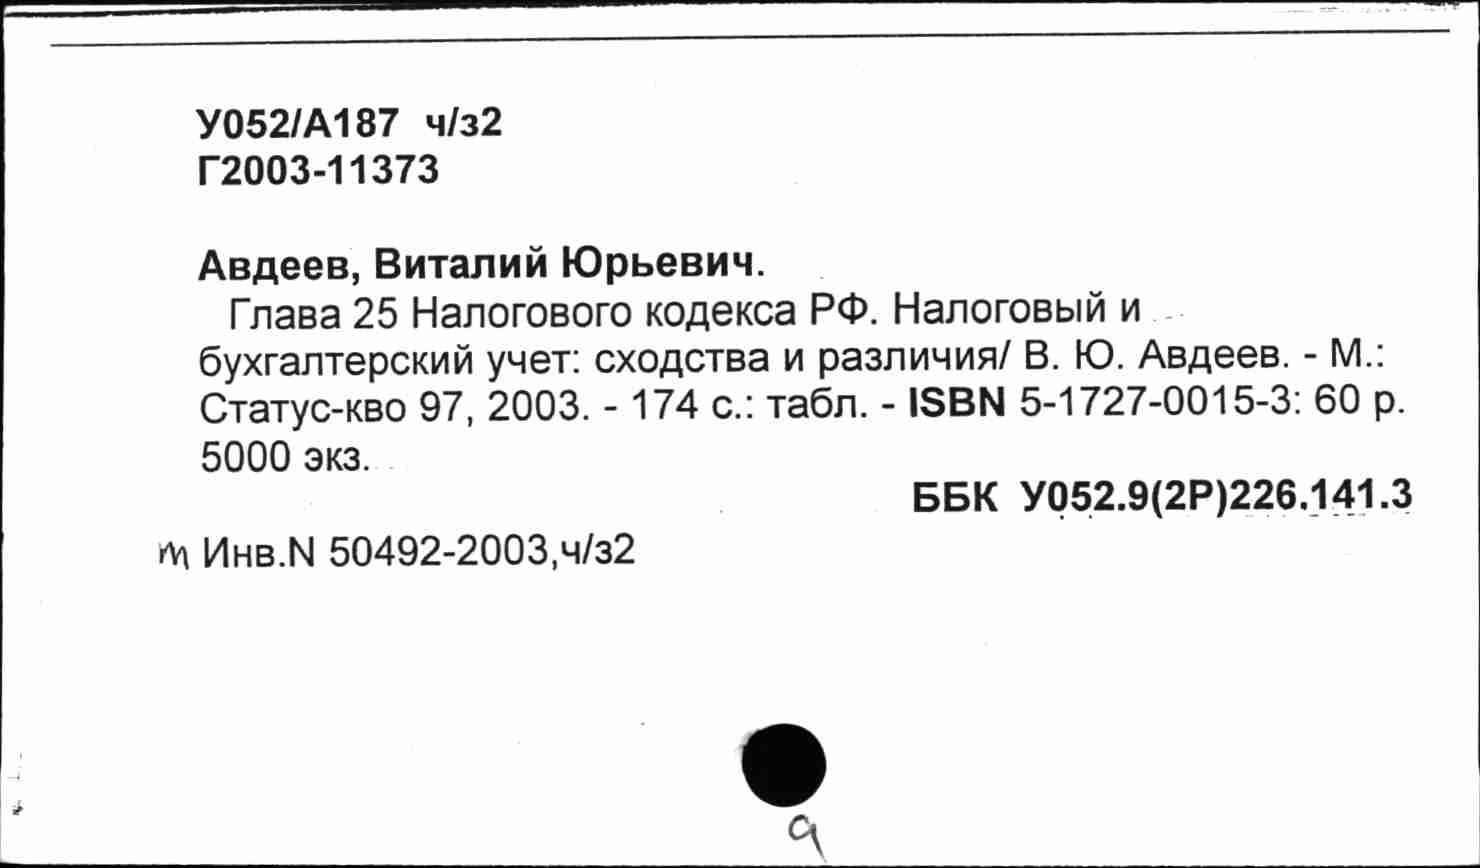 У052/А187 ч/з2
Г2003-11373
Авдеев, Виталий Юрьевич.
Глава 25 Налогового кодекса РФ. Налоговый и
бухгалтерский учет: сходства и различия/ В. Ю. Авдеев. - М.:
Статус-кво 97, 2003. - 174 с.: табл. - ISBN 5-1727-0015-3: 60 р.
5000 экз.
ББК У052.9(2Р)226.141.3
Инв.N 50492-2003,ч/з2